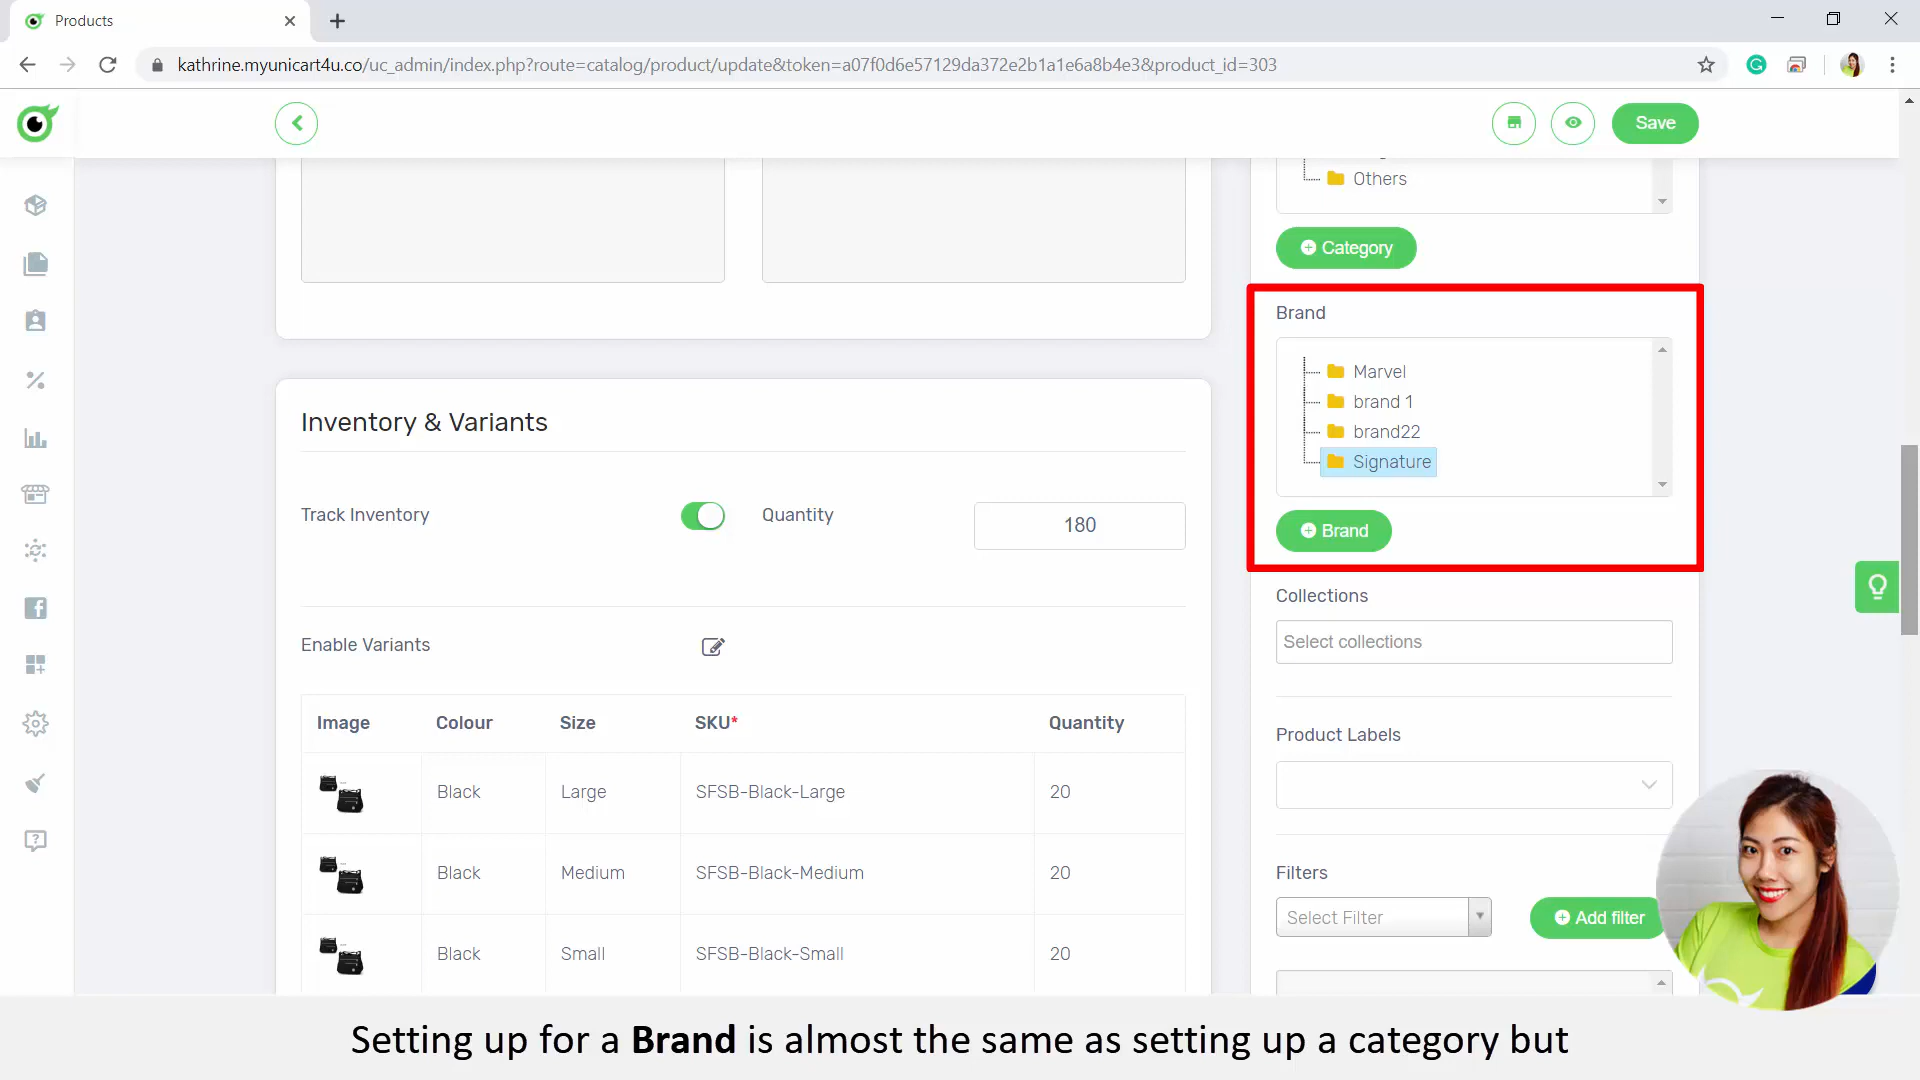 Products
kathrine.myunicart4u.co/uc_admin/index.php?route=catalog/product/update&token=a07f0d6e57129da372e2b1a1e6a8b4e3&product_id=303
Save
Others
Category
Brand
Marvel
brand 1
brand22
Signature
Brand
Inventory & Variants
Track Inventory
Quantity
180
Enable Variants
Image Colour Size SKU* Quantity
Black Large SFSB-Black-Large 20
Black Medium SFSB-Black-Medium 20
Black Small SFSB-Black-Small 20
Collections
Select collections
Product Labels
Filters
Select Filter
Add filter
Setting up for a Brand is almost the same as setting up a category but